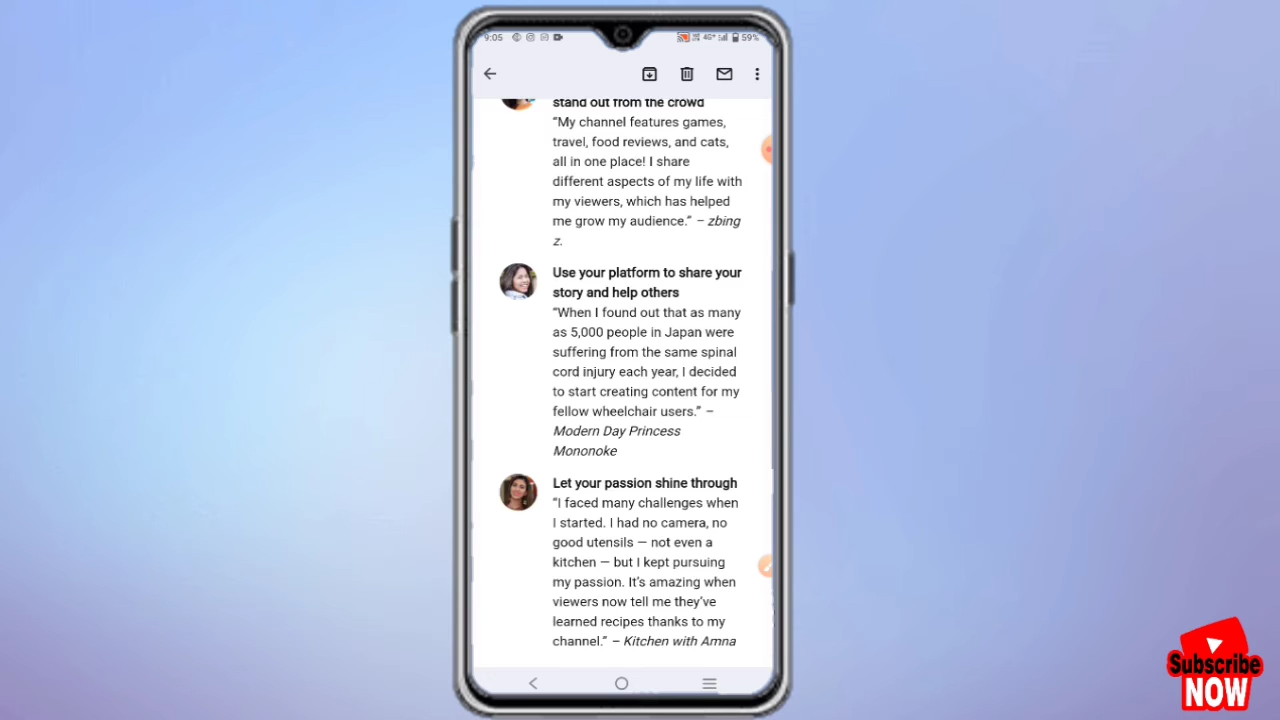 9:05
4G+
59%
stand out from the crowd
“My channel features games,
travel, food reviews, and cats,
all in one place! I share
different aspects of my life with
my viewers, which has helped
me grow my audience.” – zbing
z.
Use your platform to share your
story and help others
“When I found out that as many
as 5,000 people in Japan were
suffering from the same spinal
cord injury each year, I decided
to start creating content for my
fellow wheelchair users.” –
Modern Day Princess
Mononoke
Let your passion shine through
“I faced many challenges when
I started. I had no camera, no
good utensils — not even a
kitchen — but I kept pursuing
my passion. It’s amazing when
viewers now tell me they’ve
learned recipes thanks to my
channel.” – Kitchen with Amna
Subscribe
NOW